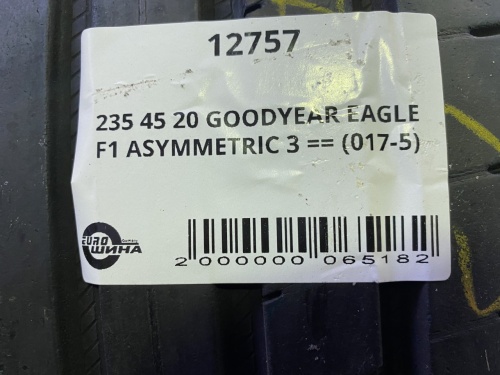 12757
235 45 20 GOODYEAR EAGLE
F1 ASYMMETRIC 3 == (017-5)
EURO
ШИНА
2 000000 065182